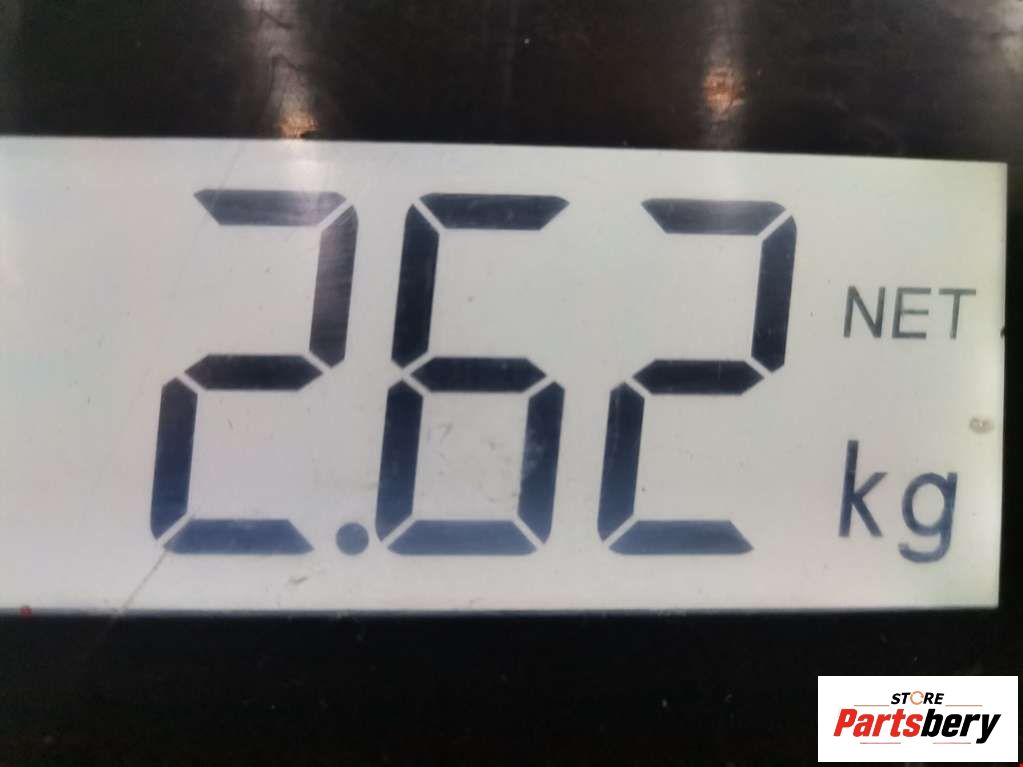 2.62 NET
kg
STORE
Partsbery